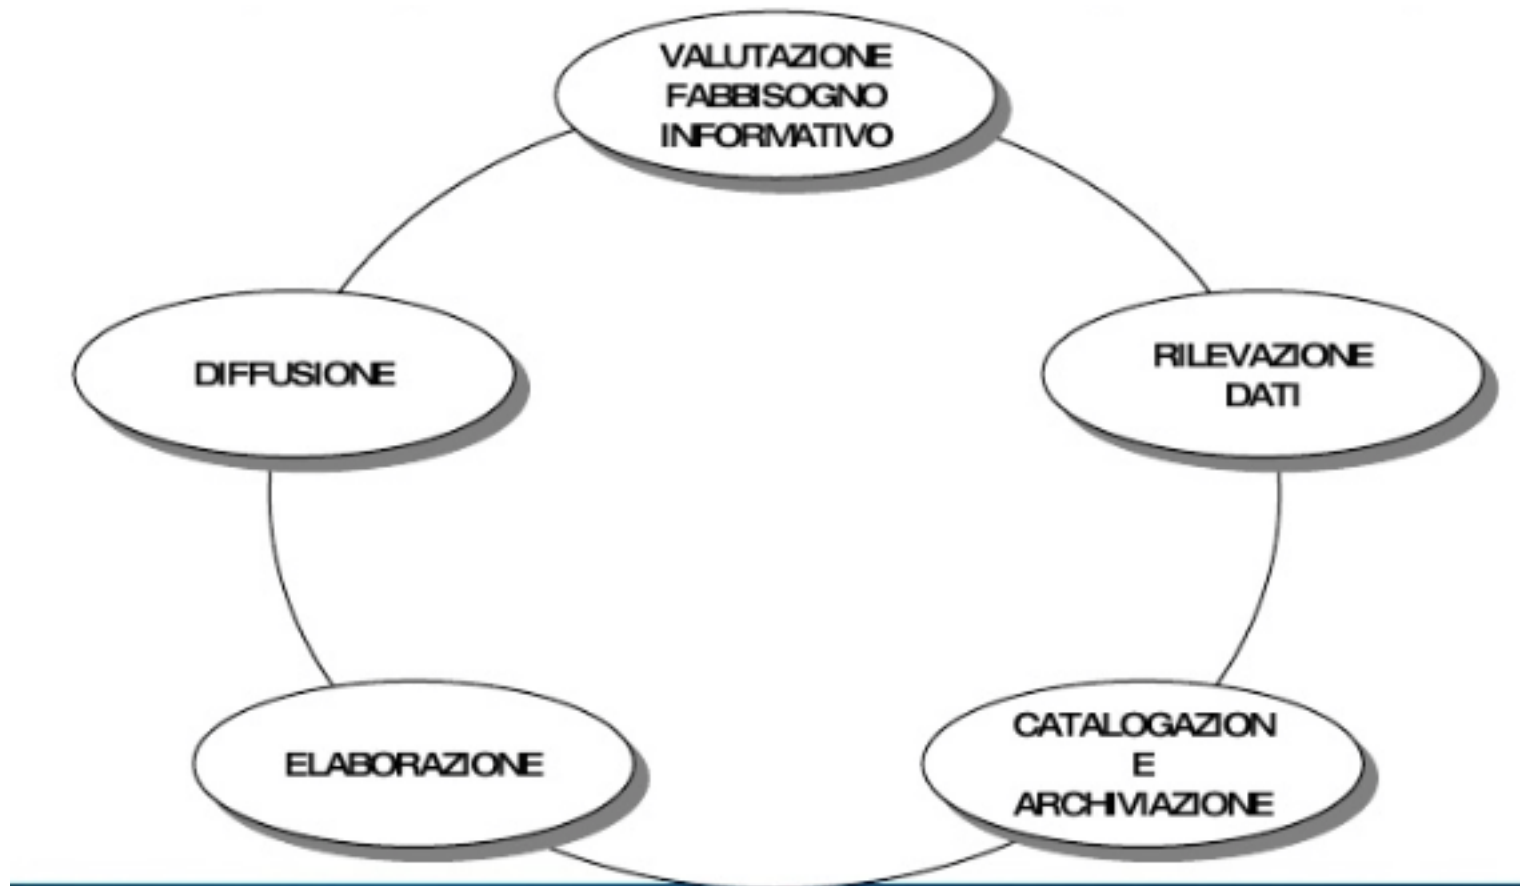 VALUTAZIONE
FABBISOGNO
INFORMATIVO
DIFFUSIONE
RILEVAZIONE
DATI
ELABORAZIONE
CATALOGAZION
E
ARCHIVIAZIONE